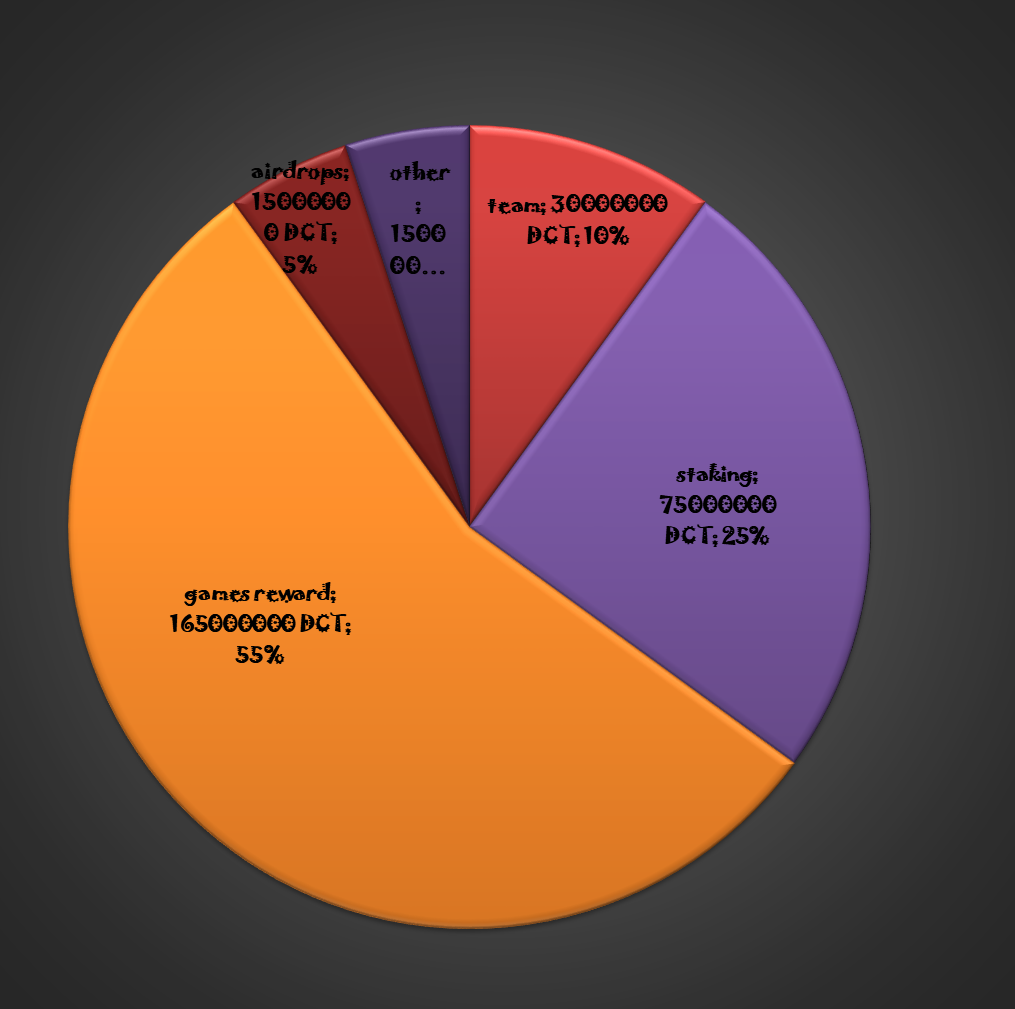 airdrops;
1500000
0 DCT;
5%
other
;
1500
00...
team; 30000000
DCT; 10%
staking;
75000000
DCT; 25%
games reward;
165000000 DCT;
55%